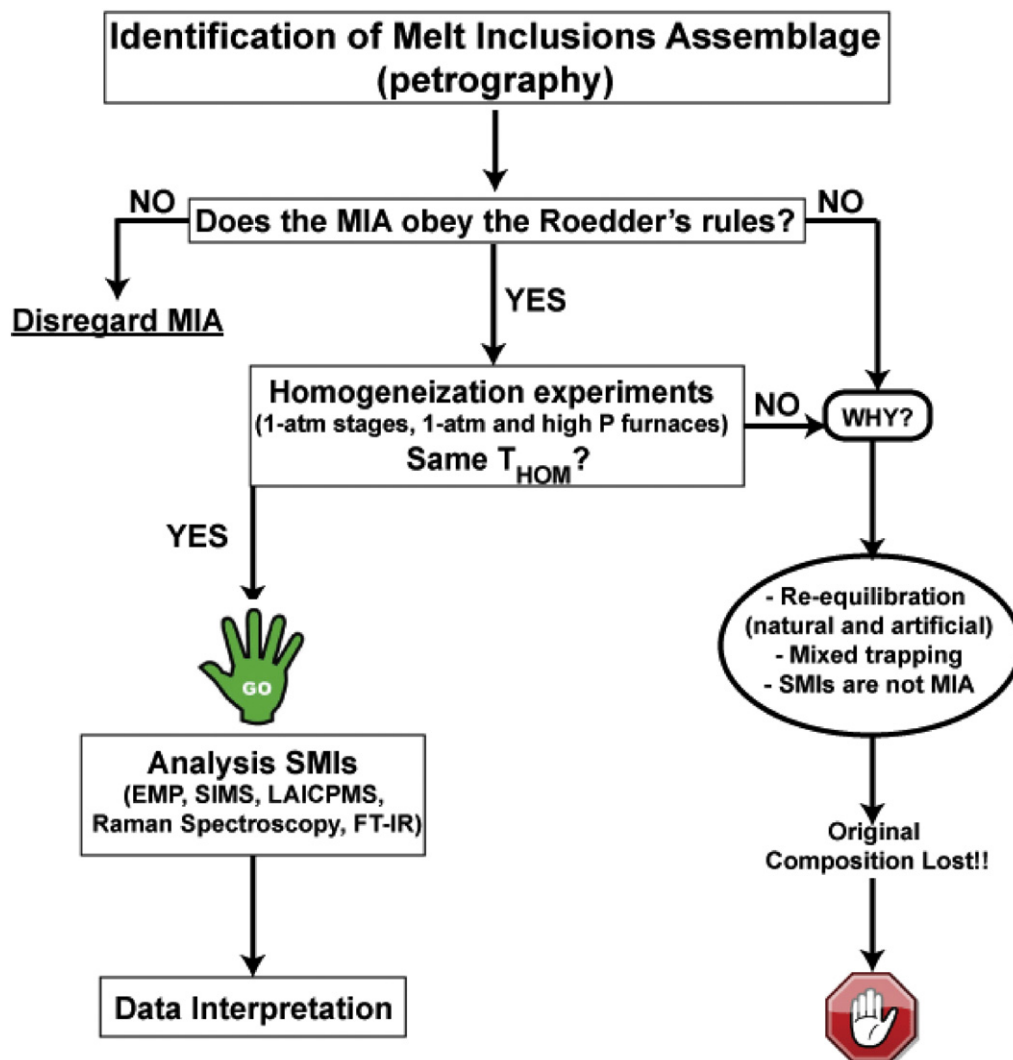 Identification of Melt Inclusions Assemblage
(petrography)
NO
NO
Does the MIA obey the Roedder's rules?
YES
Disregard MIA
Homogeneization experiments
(1-atm stages, 1-atm and high P furnaces)
Same THOM?
NO
WHY?
YES
- Re-equilibration
(natural and artificial)
- Mixed trapping
- SMIs are not MIA
GO
Analysis SMIs
(EMP, SIMS, LAICPMS,
Raman Spectroscopy, FT-IR)
Original
Composition Lost!!
Data Interpretation